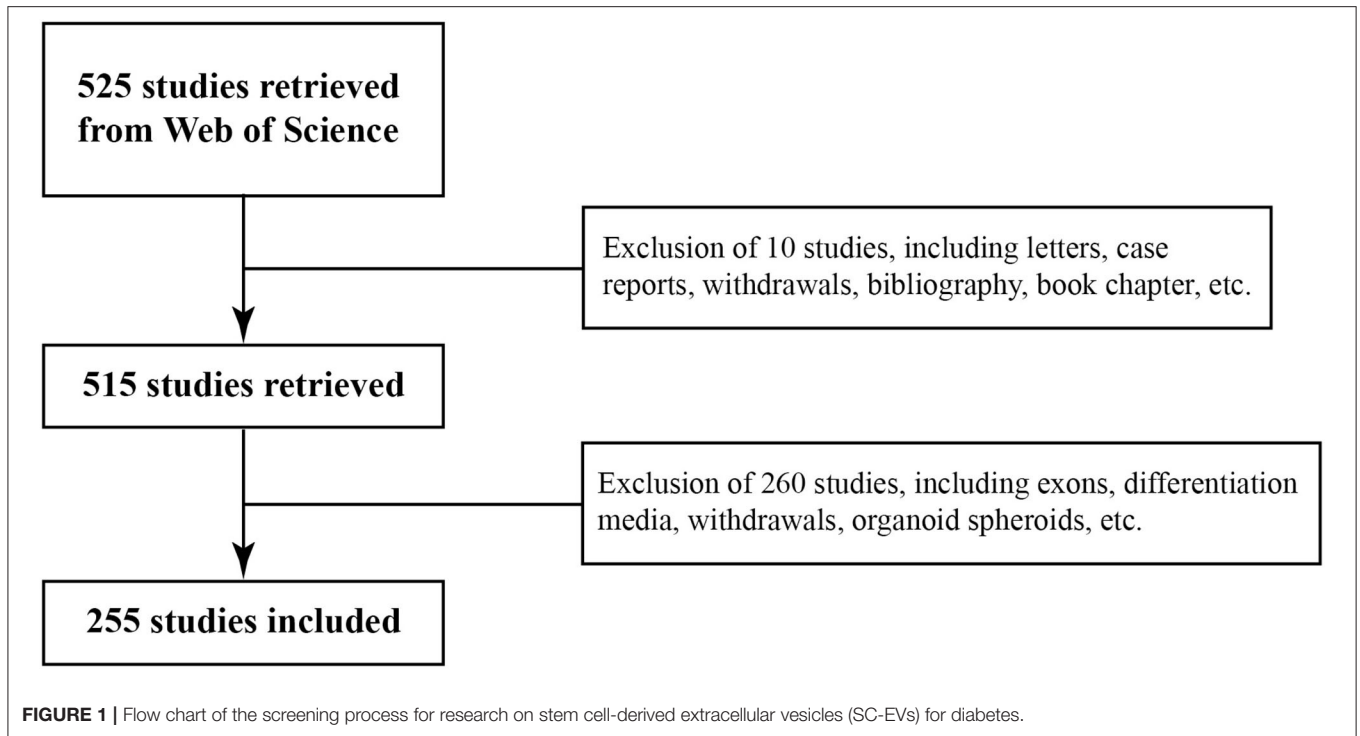 525 studies retrieved
from Web of Science
Exclusion of 10 studies, including letters, case
reports, withdrawals, bibliography, book chapter, etc.
515 studies retrieved
Exclusion of 260 studies, including exons, differentiation
media, withdrawals, organoid spheroids, etc.
255 studies included
FIGURE 1 | Flow chart of the screening process for research on stem cell-derived extracellular vesicles (SC-EVs) for diabetes.